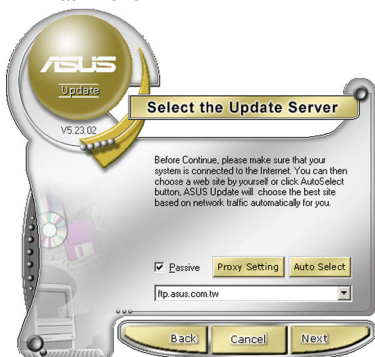 ASUS
Update
V5.23.02
Select the Update Server
Before Continue, please make sure that your
system is connected to the Internet. You can then
choose a web site by yourself or click AutoSelect
button, ASUS Update will choose the best site
based on network traffic automatically for you.
Passive
Proxy Setting
Auto Select
ftp.asus.com.tw
Back
Cancel
Next